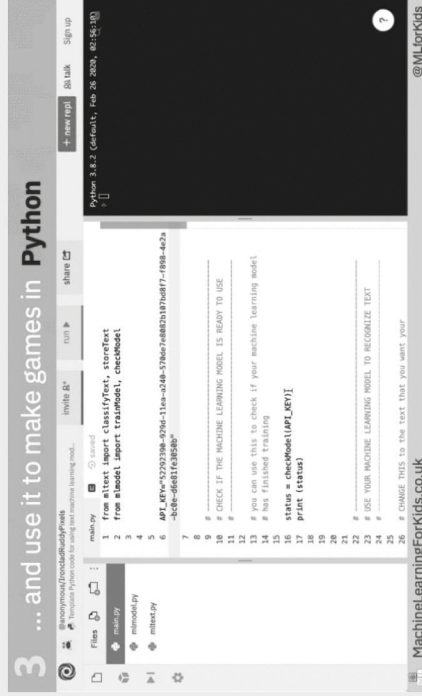 3 ... and use it to make games in Python
@anonymous/IroncladRuddyPixels
Template Python code for using text machine learning mod...
invite
run
share
+ new repl
talk
Sign up
Files
main.py
mlmodel.py
mltext.py
main.py
saved
1 from mltext import classifyText, storeText
2 from mlmodel import trainModel, checkModel
3
4
5
6 API_KEY="52292390-929d-11ea-a240-570de7e8082b107bd8f7-f898-4e2a
-bc0e-d6e81fe3050b"
7
8
9 # ------------------------------------------------
10 # CHECK IF THE MACHINE LEARNING MODEL IS READY TO USE
11 # ------------------------------------------------
12
13 # you can use this to check if your machine learning model
14 # has finished training
15
16 status = checkModel(API_KEY)
17 print (status)
18
19
20
21
22 # ------------------------------------------------
23 # USE YOUR MACHINE LEARNING MODEL TO RECOGNIZE TEXT
24 # ------------------------------------------------
25
26 # CHANGE THIS to the text that you want your
Python 3.8.2 (default, Feb 26 2020, 02:56:10)
>
?
MachineLearningForKids.co.uk
@MLforKids